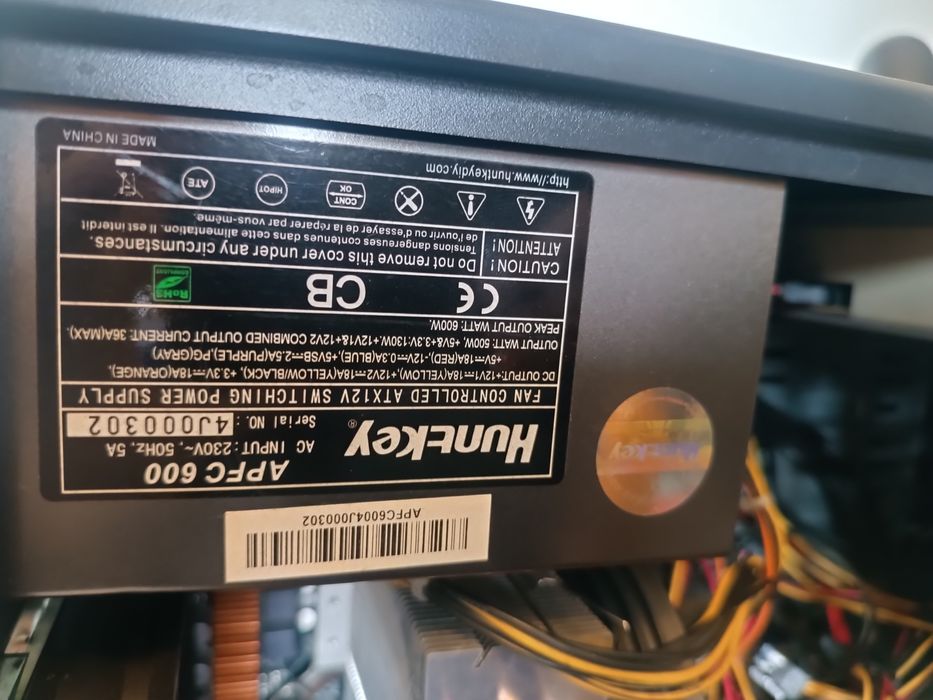 HUNTKEY®
APFC 600
AC INPUT:230V~, 50Hz, 5A
Serial NO: 4J000302
FAN CONTROLLED ATX12V SWITCHING POWER SUPPLY
DC OUTPUT:+12V1⎓18A(YELLOW),+12V2⎓18A(YELLOW/BLACK), +3.3V⎓18A(ORANGE),
+5V⎓18A(RED),-12V⎓0.3A(BLUE),+5VSB⎓2.5A(PURPLE),PG(GRAY)
OUTPUT WATT: 500W, +5V&+3.3V:130W,+12V1&+12V2 COMBINED OUTPUT CURRENT: 36A(MAX).
PEAK OUTPUT WATT: 600W.
CE
CB
RoHS
COMPLIANT
CAUTION! Do not remove this cover under any circumstances.
ATTENTION! Tensions dangereuses contenues dans cette alimentation. Il est interdit
de l'ouvrir ou d'essayer de la réparer par vous-même.
CONT
OK
HIPOT
ATE
http://www.huntkeydiy.com
MADE IN CHINA
APFC6004J000302
Huntkey